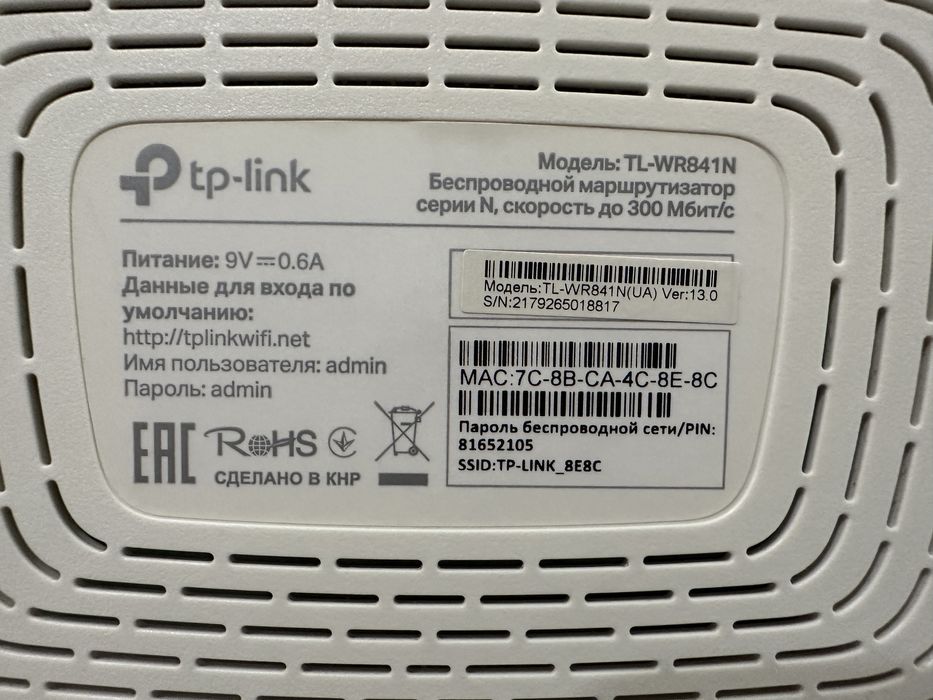 tp-link
Модель: TL-WR841N
Беспроводной маршрутизатор
серии N, скорость до 300 Мбит/с
Питание: 9V⎓0.6A
Данные для входа по
умолчанию:
http://tplinkwifi.net
Имя пользователя: admin
Пароль: admin
EAC RoHS
СДЕЛАНО В КНР
Модель:TL-WR841N(UA) Ver:13.0
S/N:2179265018817
MAC:7C-8B-CA-4C-8E-8C
Пароль беспроводной сети/PIN:
81652105
SSID:TP-LINK_8E8C